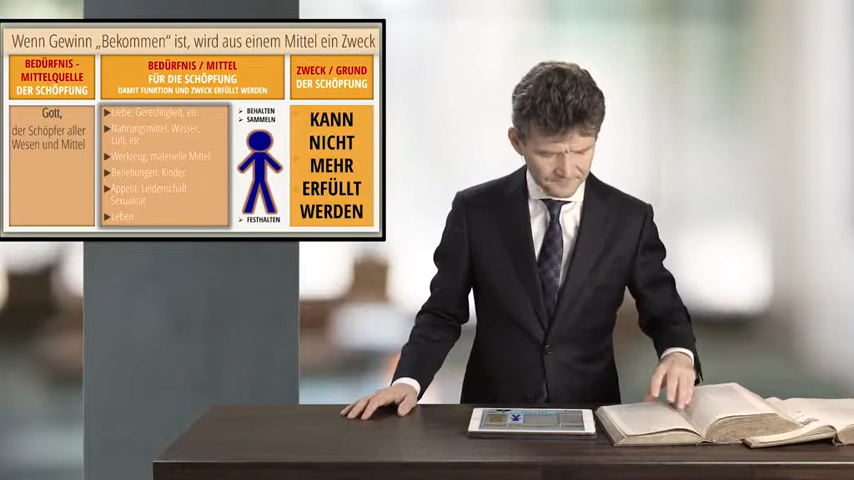 Wenn Gewinn „Bekommen“ ist, wird aus einem Mittel ein Zweck
BEDÜRFNIS -
MITTELQUELLE
DER SCHÖPFUNG
BEDÜRFNIS / MITTEL
FÜR DIE SCHÖPFUNG
DAMIT FUNKTION UND ZWECK ERFÜLLT WERDEN
ZWECK / GRUND
DER SCHÖPFUNG
Gott,
der Schöpfer aller
Wesen und Mittel
Liebe, Gerechtigkeit, etc
Nahrungsmittel, Wasser,
Luft, etc
Werkzeug, materielle Mittel
Beziehungen, Kinder
Appetit, Leidenschaft
Sexualität
Leben
BEHALTEN
SAMMELN
FESTHALTEN
KANN
NICHT
MEHR
ERFÜLLT
WERDEN